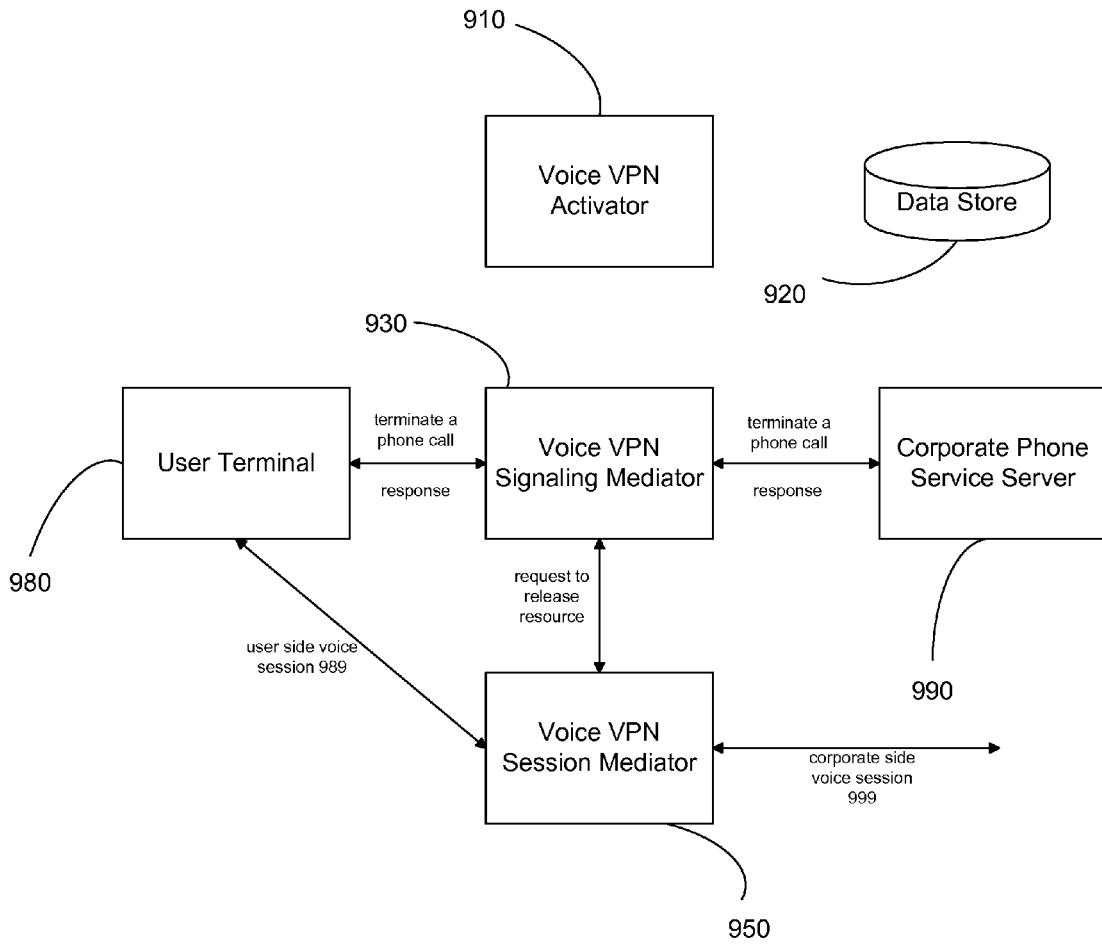 910
Voice VPN
Activator
Data Store
920
930
User Terminal
terminate a
phone call
response
Voice VPN
Signaling Mediator
terminate a
phone call
response
Corporate Phone
Service Server
980
request to
release
resource
user side voice
session 989
990
Voice VPN
Session Mediator
corporate side
voice session
999
950